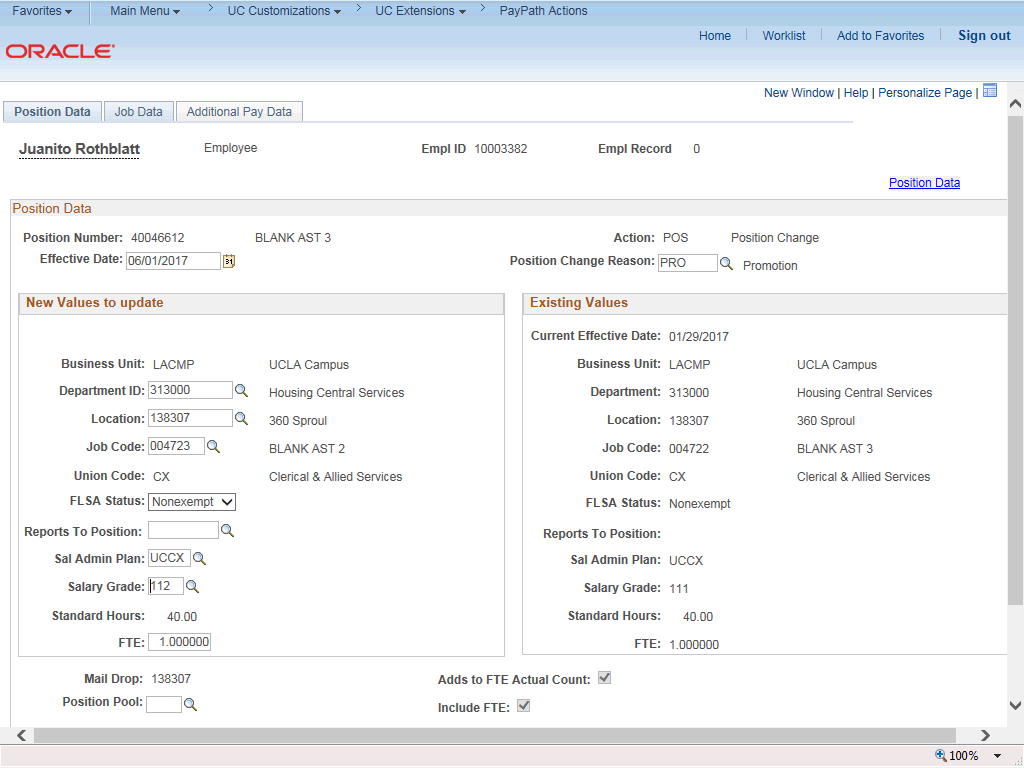 Favorites Main Menu > UC Customizations > UC Extensions > PayPath Actions
Home Worklist Add to Favorites Sign out
ORACLE
New Window | Help | Personalize Page |
Position Data Job Data Additional Pay Data
Juanito Rothblatt Employee Empl ID 10003382 Empl Record 0
Position Data
Position Data
Position Number: 40046612 BLANK AST 3 Action: POS Position Change
Effective Date: 06/01/2017 31 Position Change Reason: PRO Promotion
New Values to update Existing Values
Current Effective Date: 01/29/2017
Business Unit: LACMP UCLA Campus Business Unit: LACMP UCLA Campus
Department ID: 313000 Housing Central Services Department: 313000 Housing Central Services
Location: 138307 360 Sproul Location: 138307 360 Sproul
Job Code: 004723 BLANK AST 2 Job Code: 004722 BLANK AST 3
Union Code: CX Clerical & Allied Services Union Code: CX Clerical & Allied Services
FLSA Status: Nonexempt FLSA Status: Nonexempt
Reports To Position: Reports To Position:
Sal Admin Plan: UCCX Sal Admin Plan: UCCX
Salary Grade: 112 Salary Grade: 111
Standard Hours: 40.00 Standard Hours: 40.00
FTE: 1.000000 FTE: 1.000000
Mail Drop: 138307 Adds to FTE Actual Count:
Position Pool: Include FTE:
100%